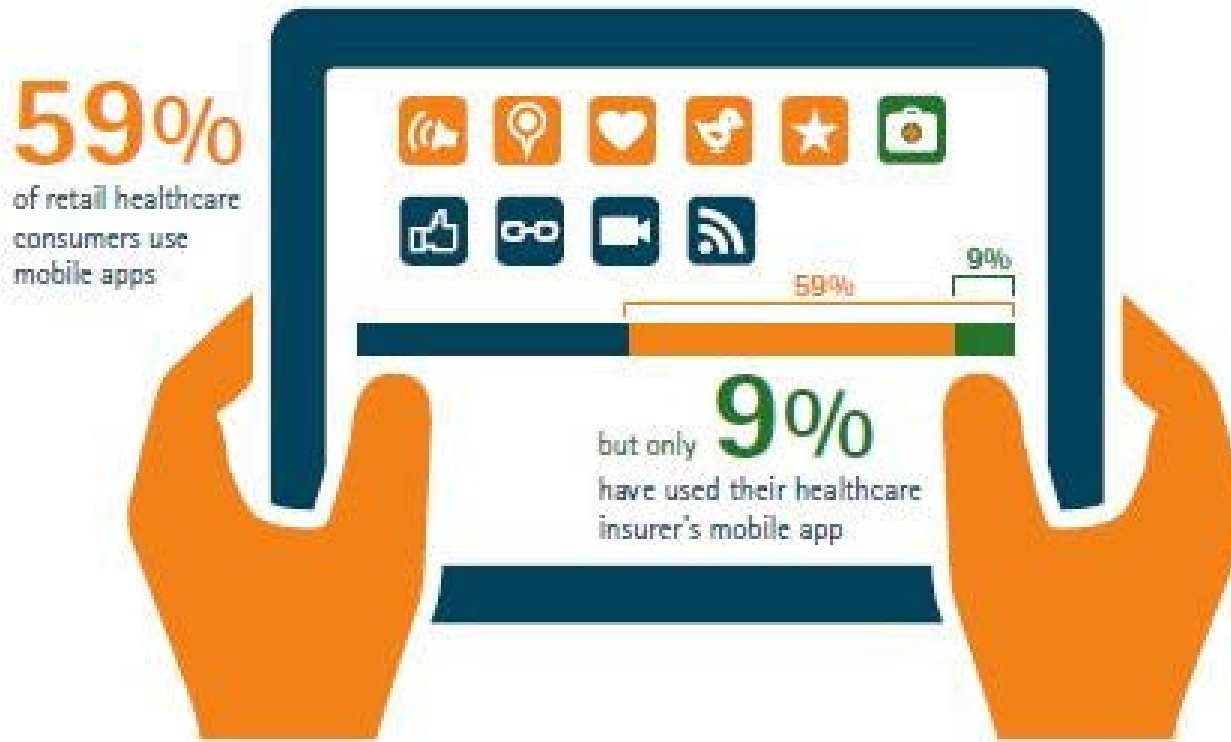 59%
of retail healthcare
consumers use
mobile apps
9%
59%
but only 9%
have used their healthcare
insurer's mobile app